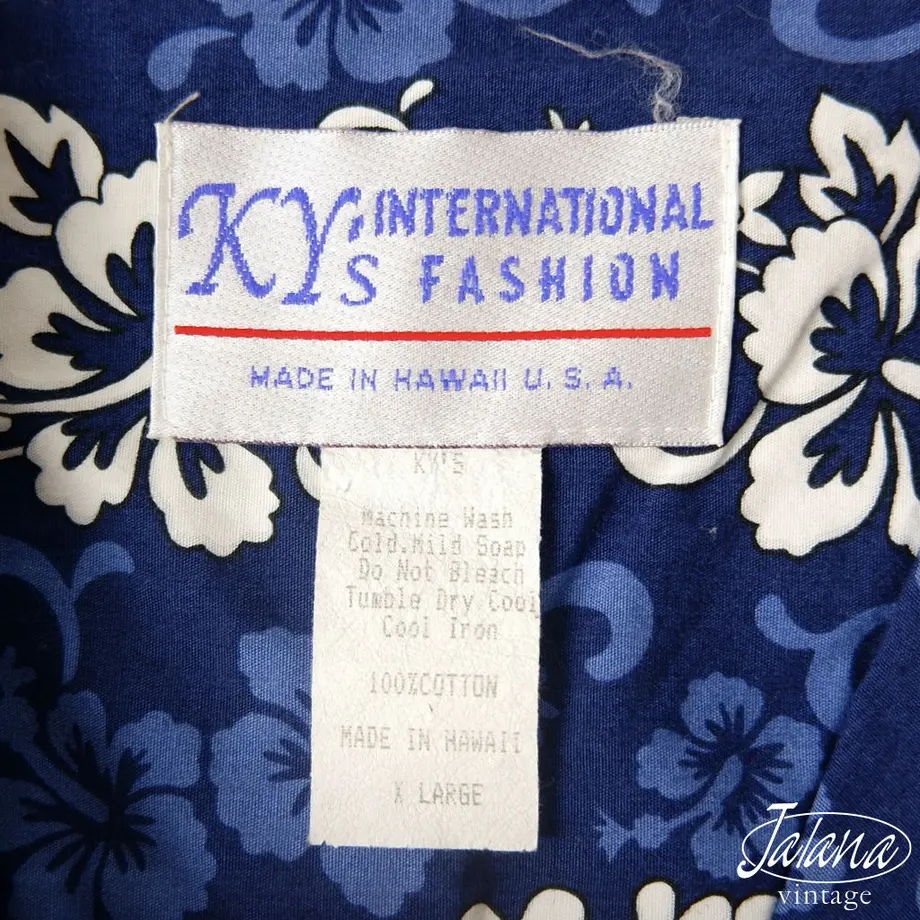 KY'S INTERNATIONAL
FASHION
MADE IN HAWAII U.S.A.
KY'S
Machine Wash
Cold.Mild Soap
Do Not Bleach
Tumble Dry Cool
Cool Iron
100%COTTON
MADE IN HAWAII
X LARGE
Jalana
vintage